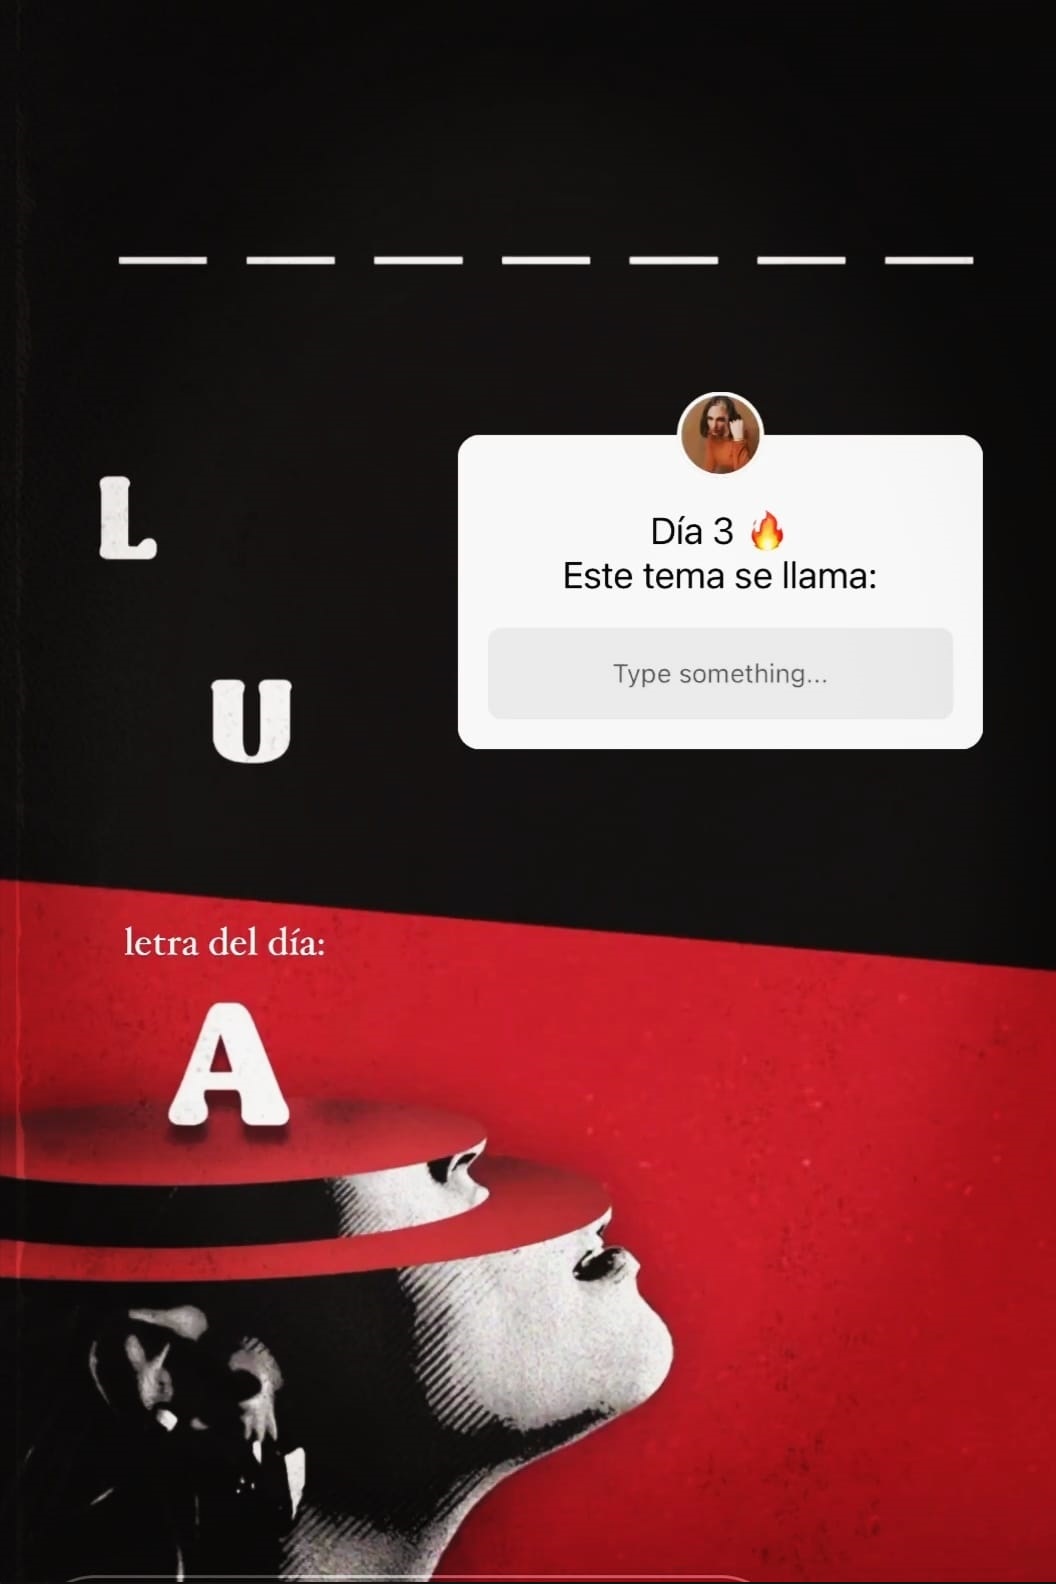 L
Día 3 🔥
Este tema se llama:
Type something...
U
letra del día:
A